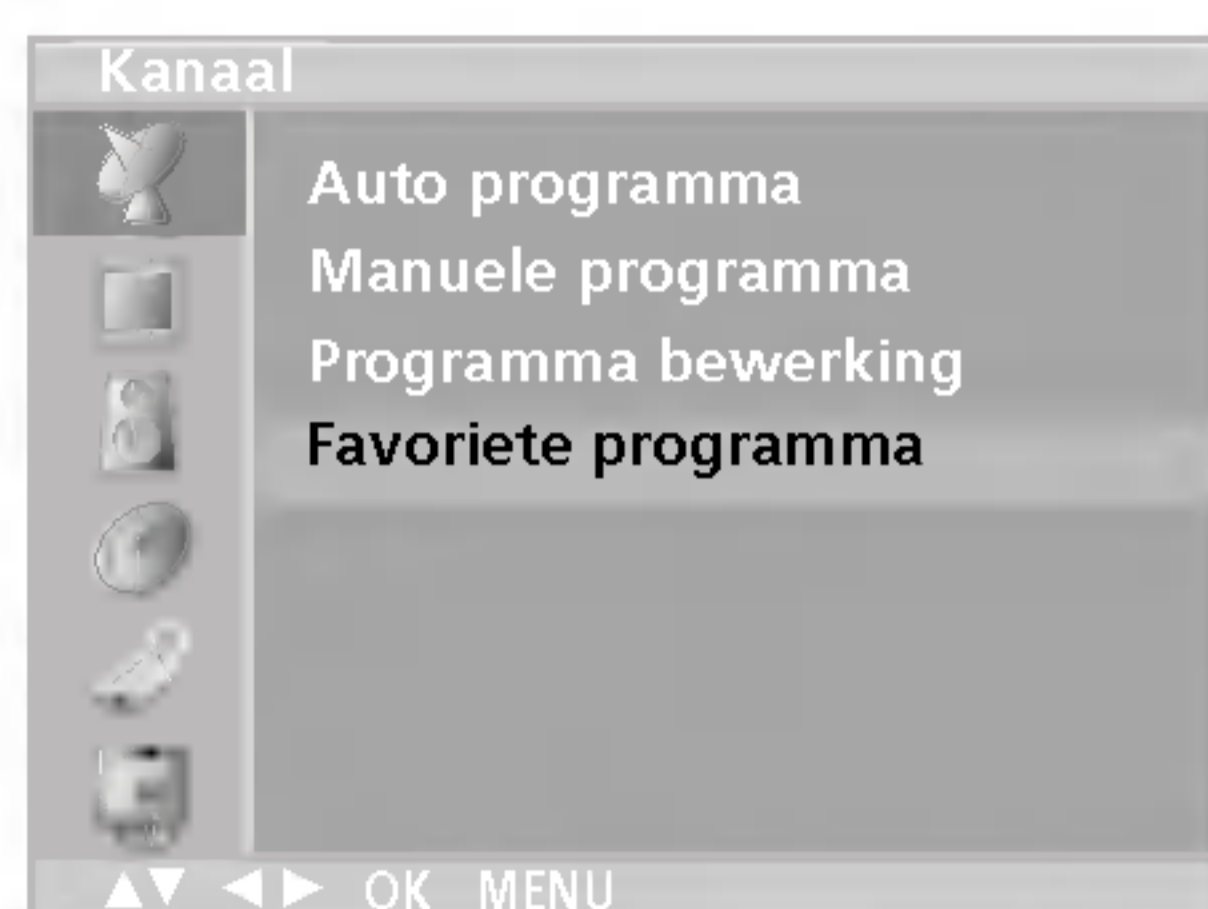 Kanaal
Auto programma
Manuele programma
Programma bewerking
Favoriete programma
▲▼ ◀▶ OK MENU